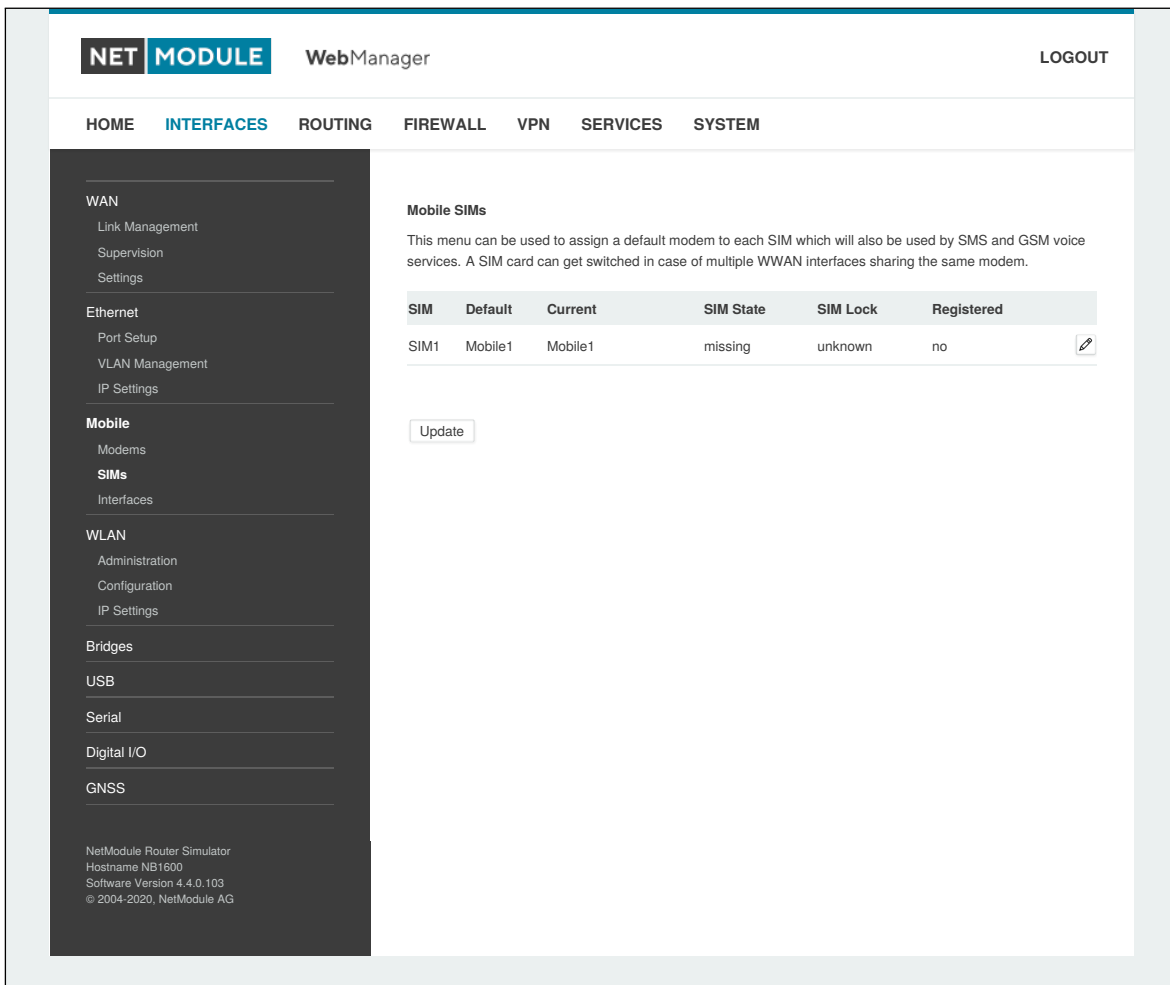 NET MODULE WebManager LOGOUT
HOME INTERFACES ROUTING FIREWALL VPN SERVICES SYSTEM
WAN
Link Management
Supervision
Settings
Ethernet
Port Setup
VLAN Management
IP Settings
Mobile
Modems
SIMs
Interfaces
WLAN
Administration
Configuration
IP Settings
Bridges
USB
Serial
Digital I/O
GNSS
NetModule Router Simulator
Hostname NB1600
Software Version 4.4.0.103
© 2004-2020, NetModule AG
Mobile SIMs
This menu can be used to assign a default modem to each SIM which will also be used by SMS and GSM voice
services. A SIM card can get switched in case of multiple WWAN interfaces sharing the same modem.
SIM Default Current SIM State SIM Lock Registered
SIM1 Mobile1 Mobile1 missing unknown no
Update